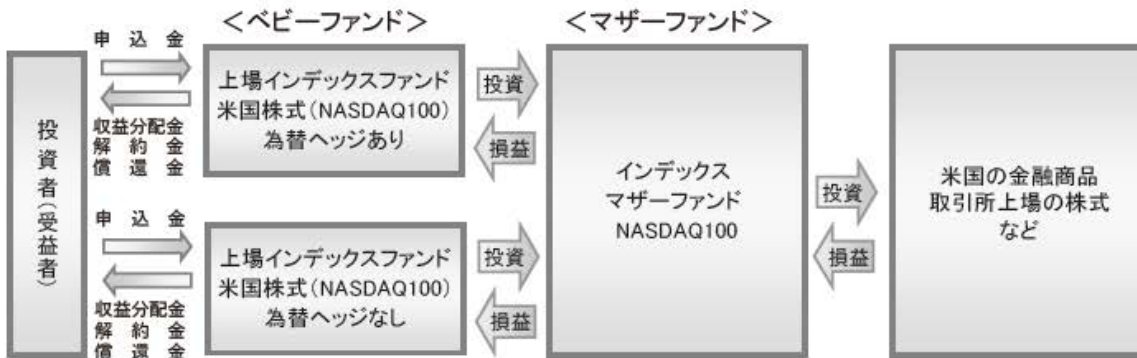 ＜ベビーファンド＞
＜マザーファンド＞
投資者(受益者)
申込金
収益分配金
解約金
償還金
上場インデックスファンド
米国株式(NASDAQ100)
為替ヘッジあり
投資
損益
申込金
収益分配金
解約金
償還金
上場インデックスファンド
米国株式(NASDAQ100)
為替ヘッジなし
投資
損益
インデックス
マザーファンド
NASDAQ100
投資
損益
米国の金融商品
取引所上場の株式
など